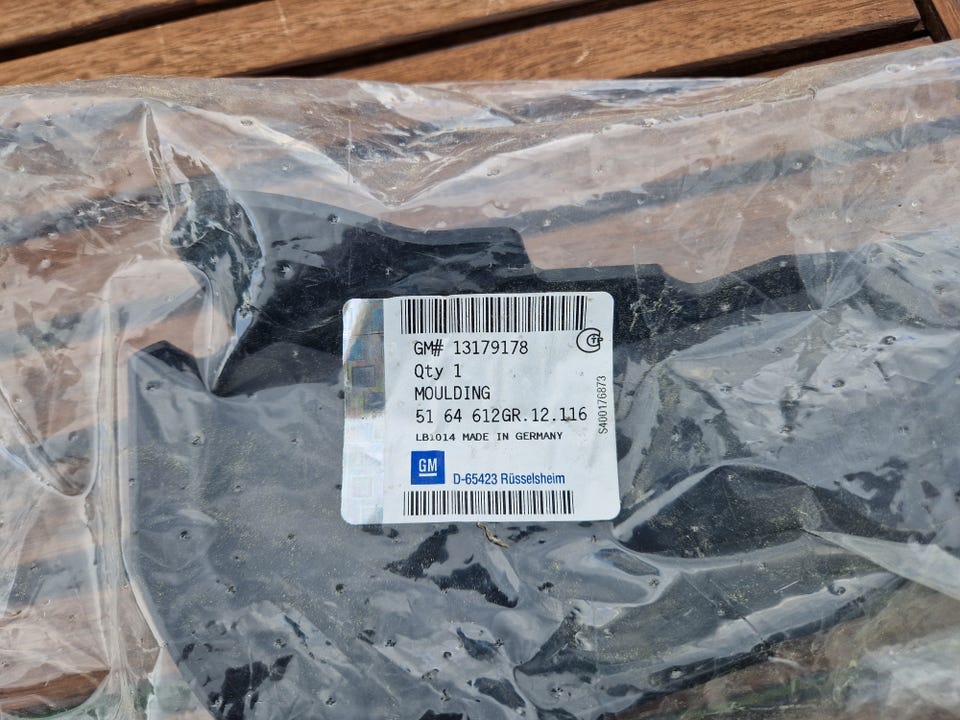 GM# 13179178
Qty 1
MOULDING
51 64 612GR.12.116
LB1014 MADE IN GERMANY
GM
D-65423 Rüsselsheim
S400176873